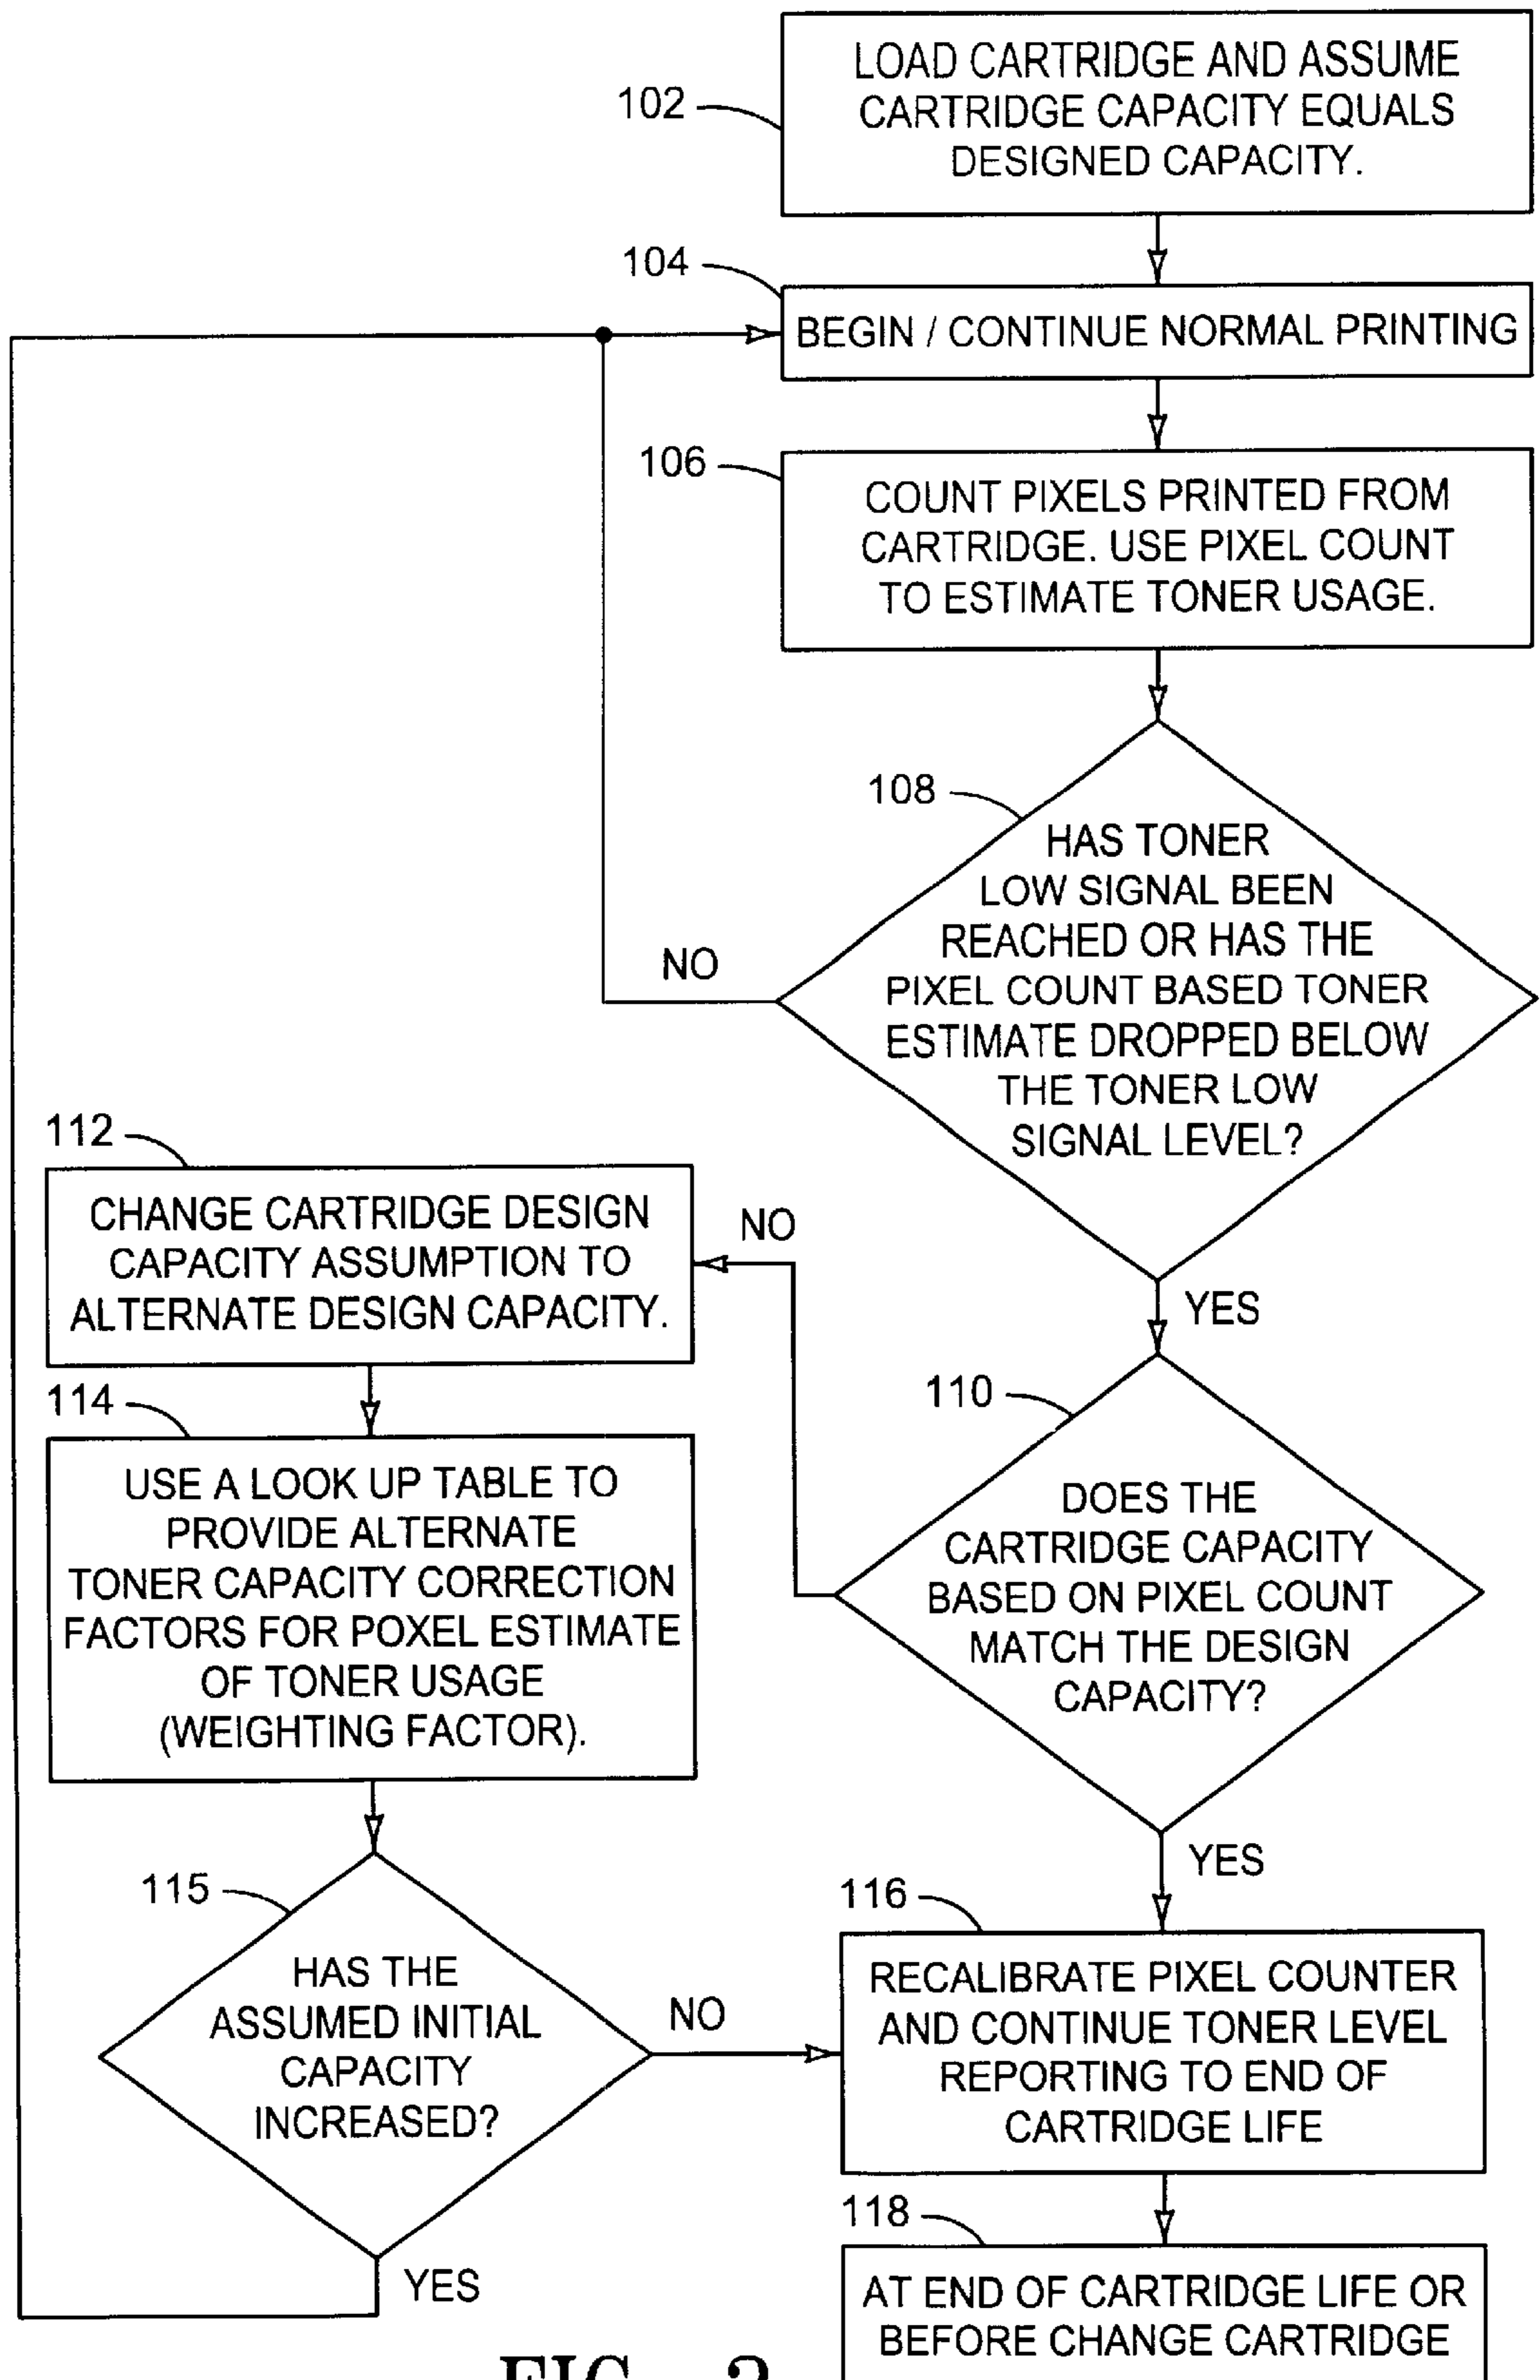 102
LOAD CARTRIDGE AND ASSUME
CARTRIDGE CAPACITY EQUALS
DESIGNED CAPACITY.
104
BEGIN / CONTINUE NORMAL PRINTING
106
COUNT PIXELS PRINTED FROM
CARTRIDGE. USE PIXEL COUNT
TO ESTIMATE TONER USAGE.
108
HAS TONER
LOW SIGNAL BEEN
REACHED OR HAS THE
PIXEL COUNT BASED TONER
ESTIMATE DROPPED BELOW
THE TONER LOW
SIGNAL LEVEL?
NO
YES
110
DOES THE
CARTRIDGE CAPACITY
BASED ON PIXEL COUNT
MATCH THE DESIGN
CAPACITY?
NO
YES
112
CHANGE CARTRIDGE DESIGN
CAPACITY ASSUMPTION TO
ALTERNATE DESIGN CAPACITY.
114
USE A LOOK UP TABLE TO
PROVIDE ALTERNATE
TONER CAPACITY CORRECTION
FACTORS FOR POXEL ESTIMATE
OF TONER USAGE
(WEIGHTING FACTOR).
115
HAS THE
ASSUMED INITIAL
CAPACITY
INCREASED?
NO
YES
116
RECALIBRATE PIXEL COUNTER
AND CONTINUE TONER LEVEL
REPORTING TO END OF
CARTRIDGE LIFE
118
AT END OF CARTRIDGE LIFE OR
BEFORE CHANGE CARTRIDGE
FIG.